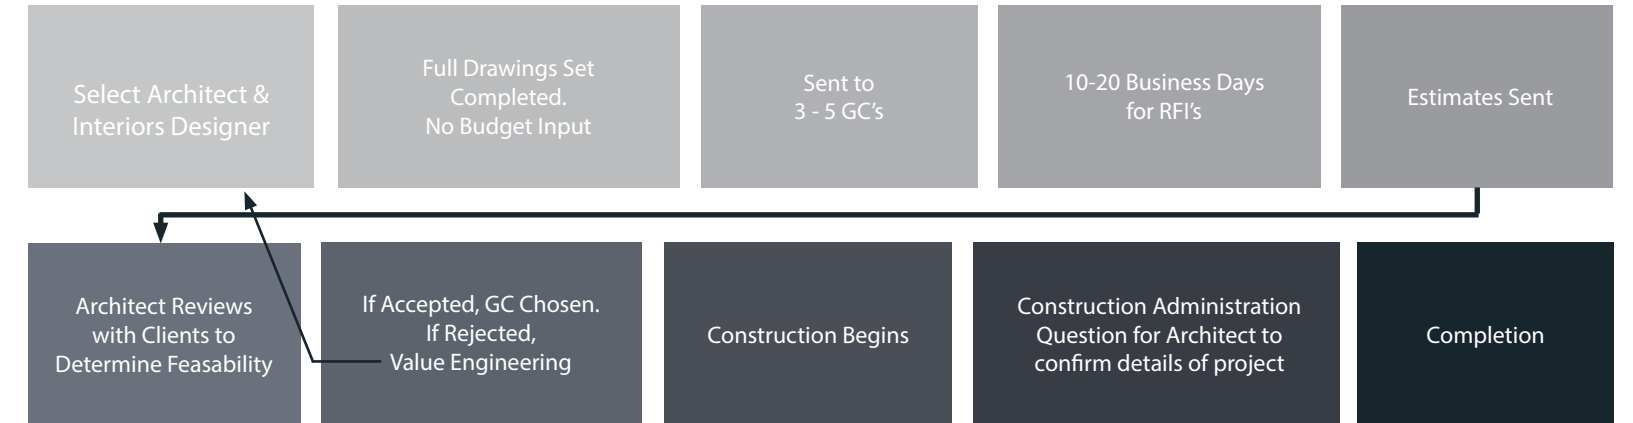 Select Architect &
Interiors Designer
Full Drawings Set
Completed.
No Budget Input
Sent to
3 - 5 GC's
10-20 Business Days
for RFI's
Estimates Sent
Architect Reviews
with Clients to
Determine Feasability
If Accepted, GC Chosen.
If Rejected,
Value Engineering
Construction Begins
Construction Administration
Question for Architect to
confirm details of project
Completion